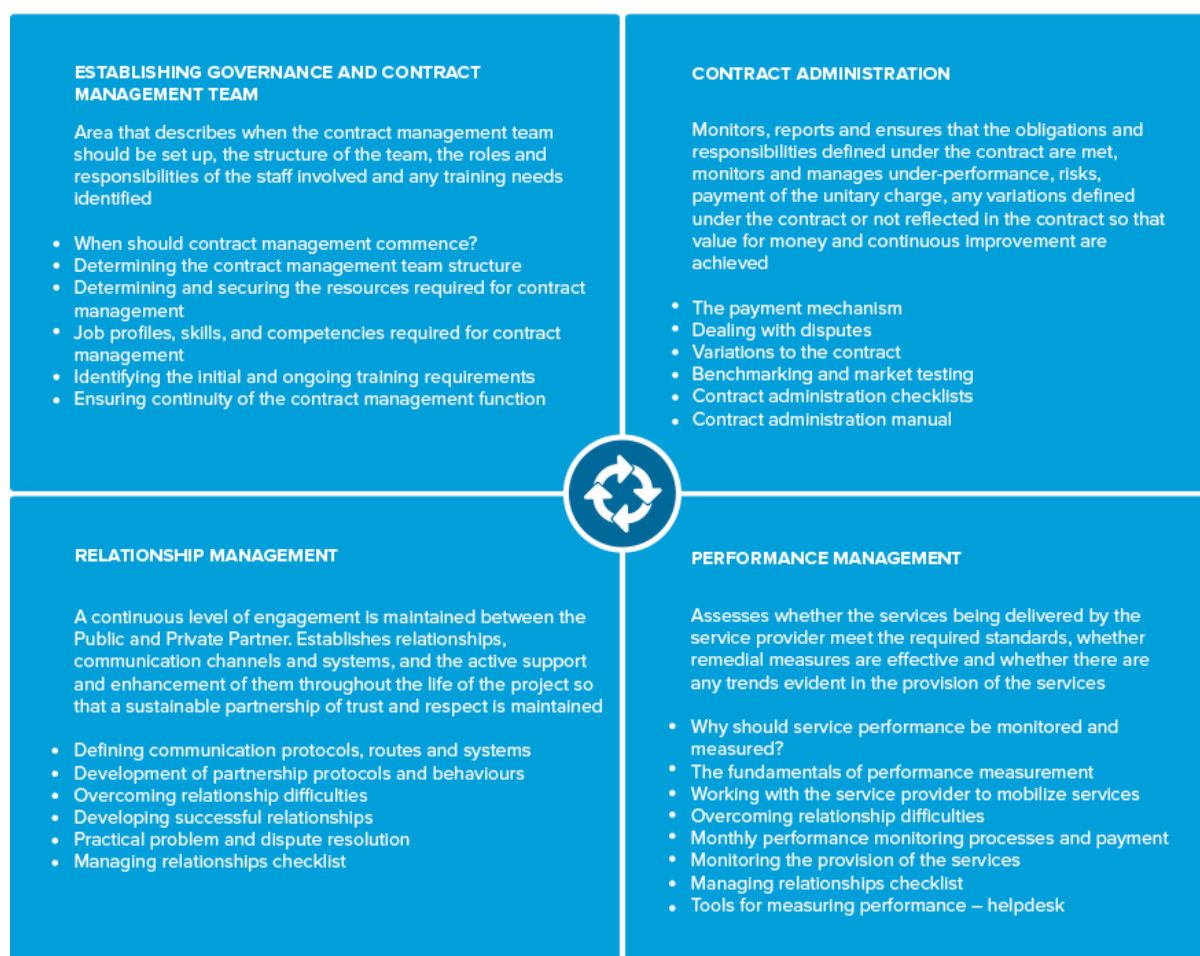 ESTABLISHING GOVERNANCE AND CONTRACT
MANAGEMENT TEAM
Area that describes when the contract management team
should be set up, the structure of the team, the roles and
responsibilities of the staff involved and any training needs
identified
• When should contract management commence?
• Determining the contract management team structure
• Determining and securing the resources required for contract
management
• Job profiles, skills, and competencies required for contract
management
• Identifying the initial and ongoing training requirements
• Ensuring continuity of the contract management function
CONTRACT ADMINISTRATION
Monitors, reports and ensures that the obligations and
responsibilities defined under the contract are met,
monitors and manages under-performance, risks,
payment of the unitary charge, any variations defined
under the contract or not reflected in the contract so that
value for money and continuous improvement are
achieved
• The payment mechanism
• Dealing with disputes
• Variations to the contract
• Benchmarking and market testing
• Contract administration checklists
• Contract administration manual
RELATIONSHIP MANAGEMENT
A continuous level of engagement is maintained between the
Public and Private Partner. Establishes relationships,
communication channels and systems, and the active support
and enhancement of them throughout the life of the project so
that a sustainable partnership of trust and respect is maintained
• Defining communication protocols, routes and systems
• Development of partnership protocols and behaviours
• Overcoming relationship difficulties
• Developing successful relationships
• Practical problem and dispute resolution
• Managing relationships checklist
PERFORMANCE MANAGEMENT
Assesses whether the services being delivered by the
service provider meet the required standards, whether
remedial measures are effective and whether there are
any trends evident in the provision of the services
• Why should service performance be monitored and
measured?
• The fundamentals of performance measurement
• Working with the service provider to mobilize services
• Overcoming relationship difficulties
• Monthly performance monitoring processes and payment
• Monitoring the provision of the services
• Managing relationships checklist
• Tools for measuring performance – helpdesk